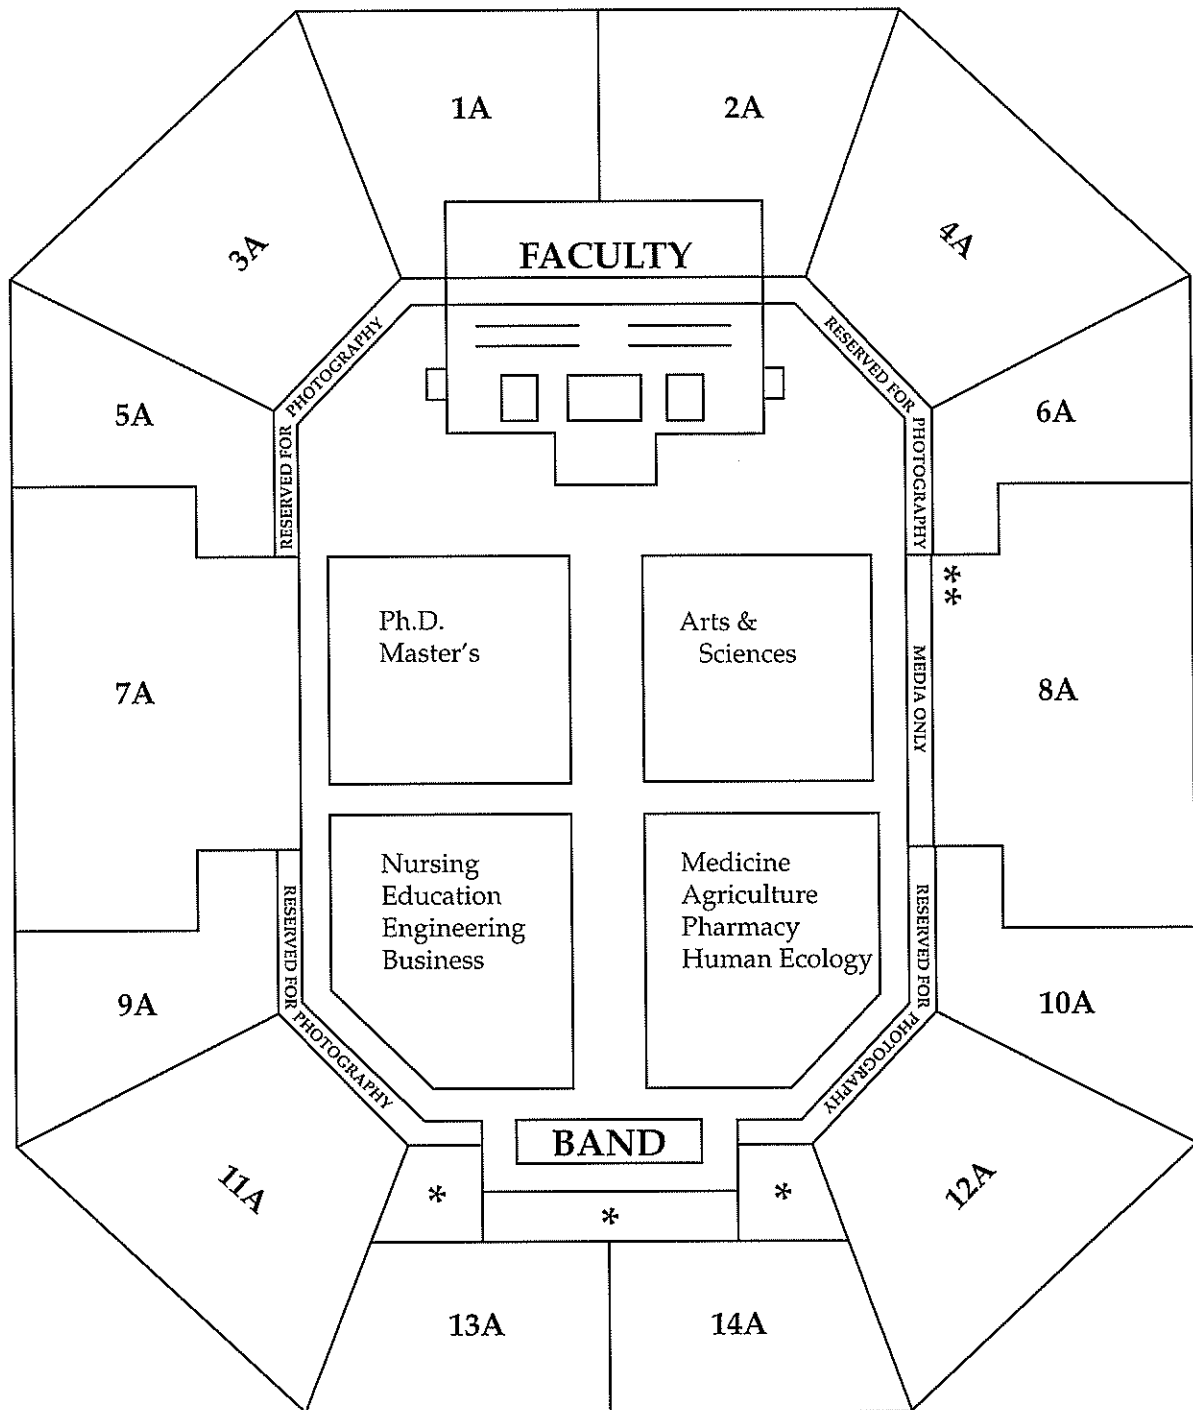 1A
2A
3A
FACULTY
4A
RESERVED FOR PHOTOGRAPHY
RESERVED FOR PHOTOGRAPHY
5A
6A
**
Ph.D.
Master's
Arts &
Sciences
7A
MEDIA ONLY
8A
Nursing
Education
Engineering
Business
Medicine
Agriculture
Pharmacy
Human Ecology
RESERVED FOR PHOTOGRAPHY
RESERVED FOR PHOTOGRAPHY
9A
10A
BAND
11A
*
*
*
12A
13A
14A